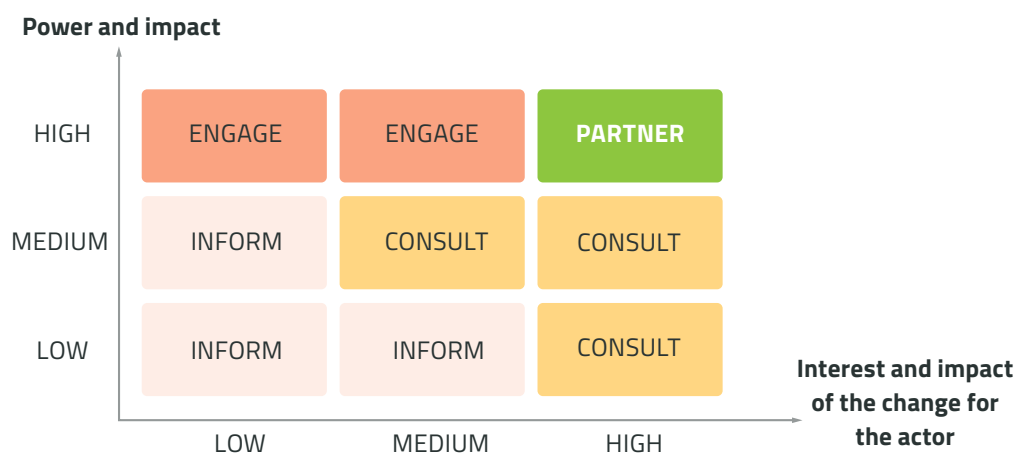 Power and impact
HIGH
ENGAGE
ENGAGE
PARTNER
MEDIUM
INFORM
CONSULT
CONSULT
LOW
INFORM
INFORM
CONSULT
Interest and impact
of the change for
the actor
LOW
MEDIUM
HIGH